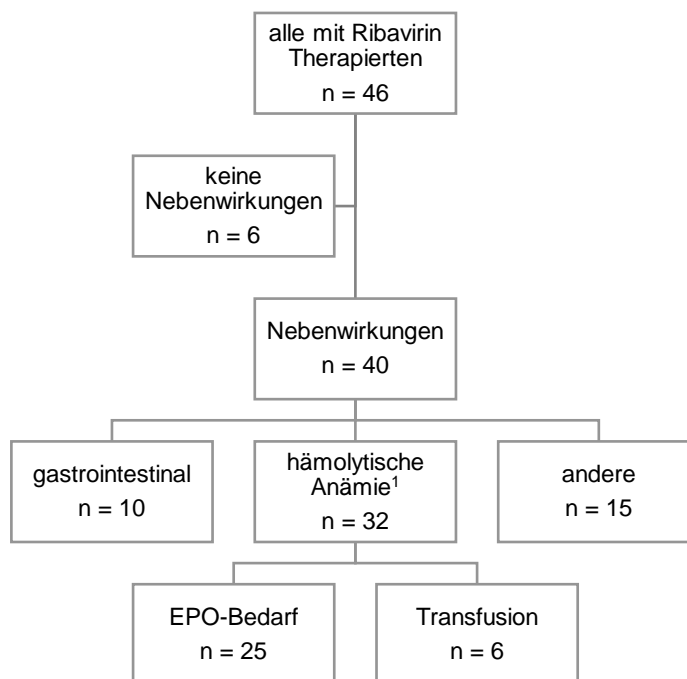 alle mit Ribavirin
Therapierten
n = 46
keine
Nebenwirkungen
n = 6
Nebenwirkungen
n = 40
gastrointestinal
n = 10
hämolytische
Anämie¹
n = 32
andere
n = 15
EPO-Bedarf
n = 25
Transfusion
n = 6